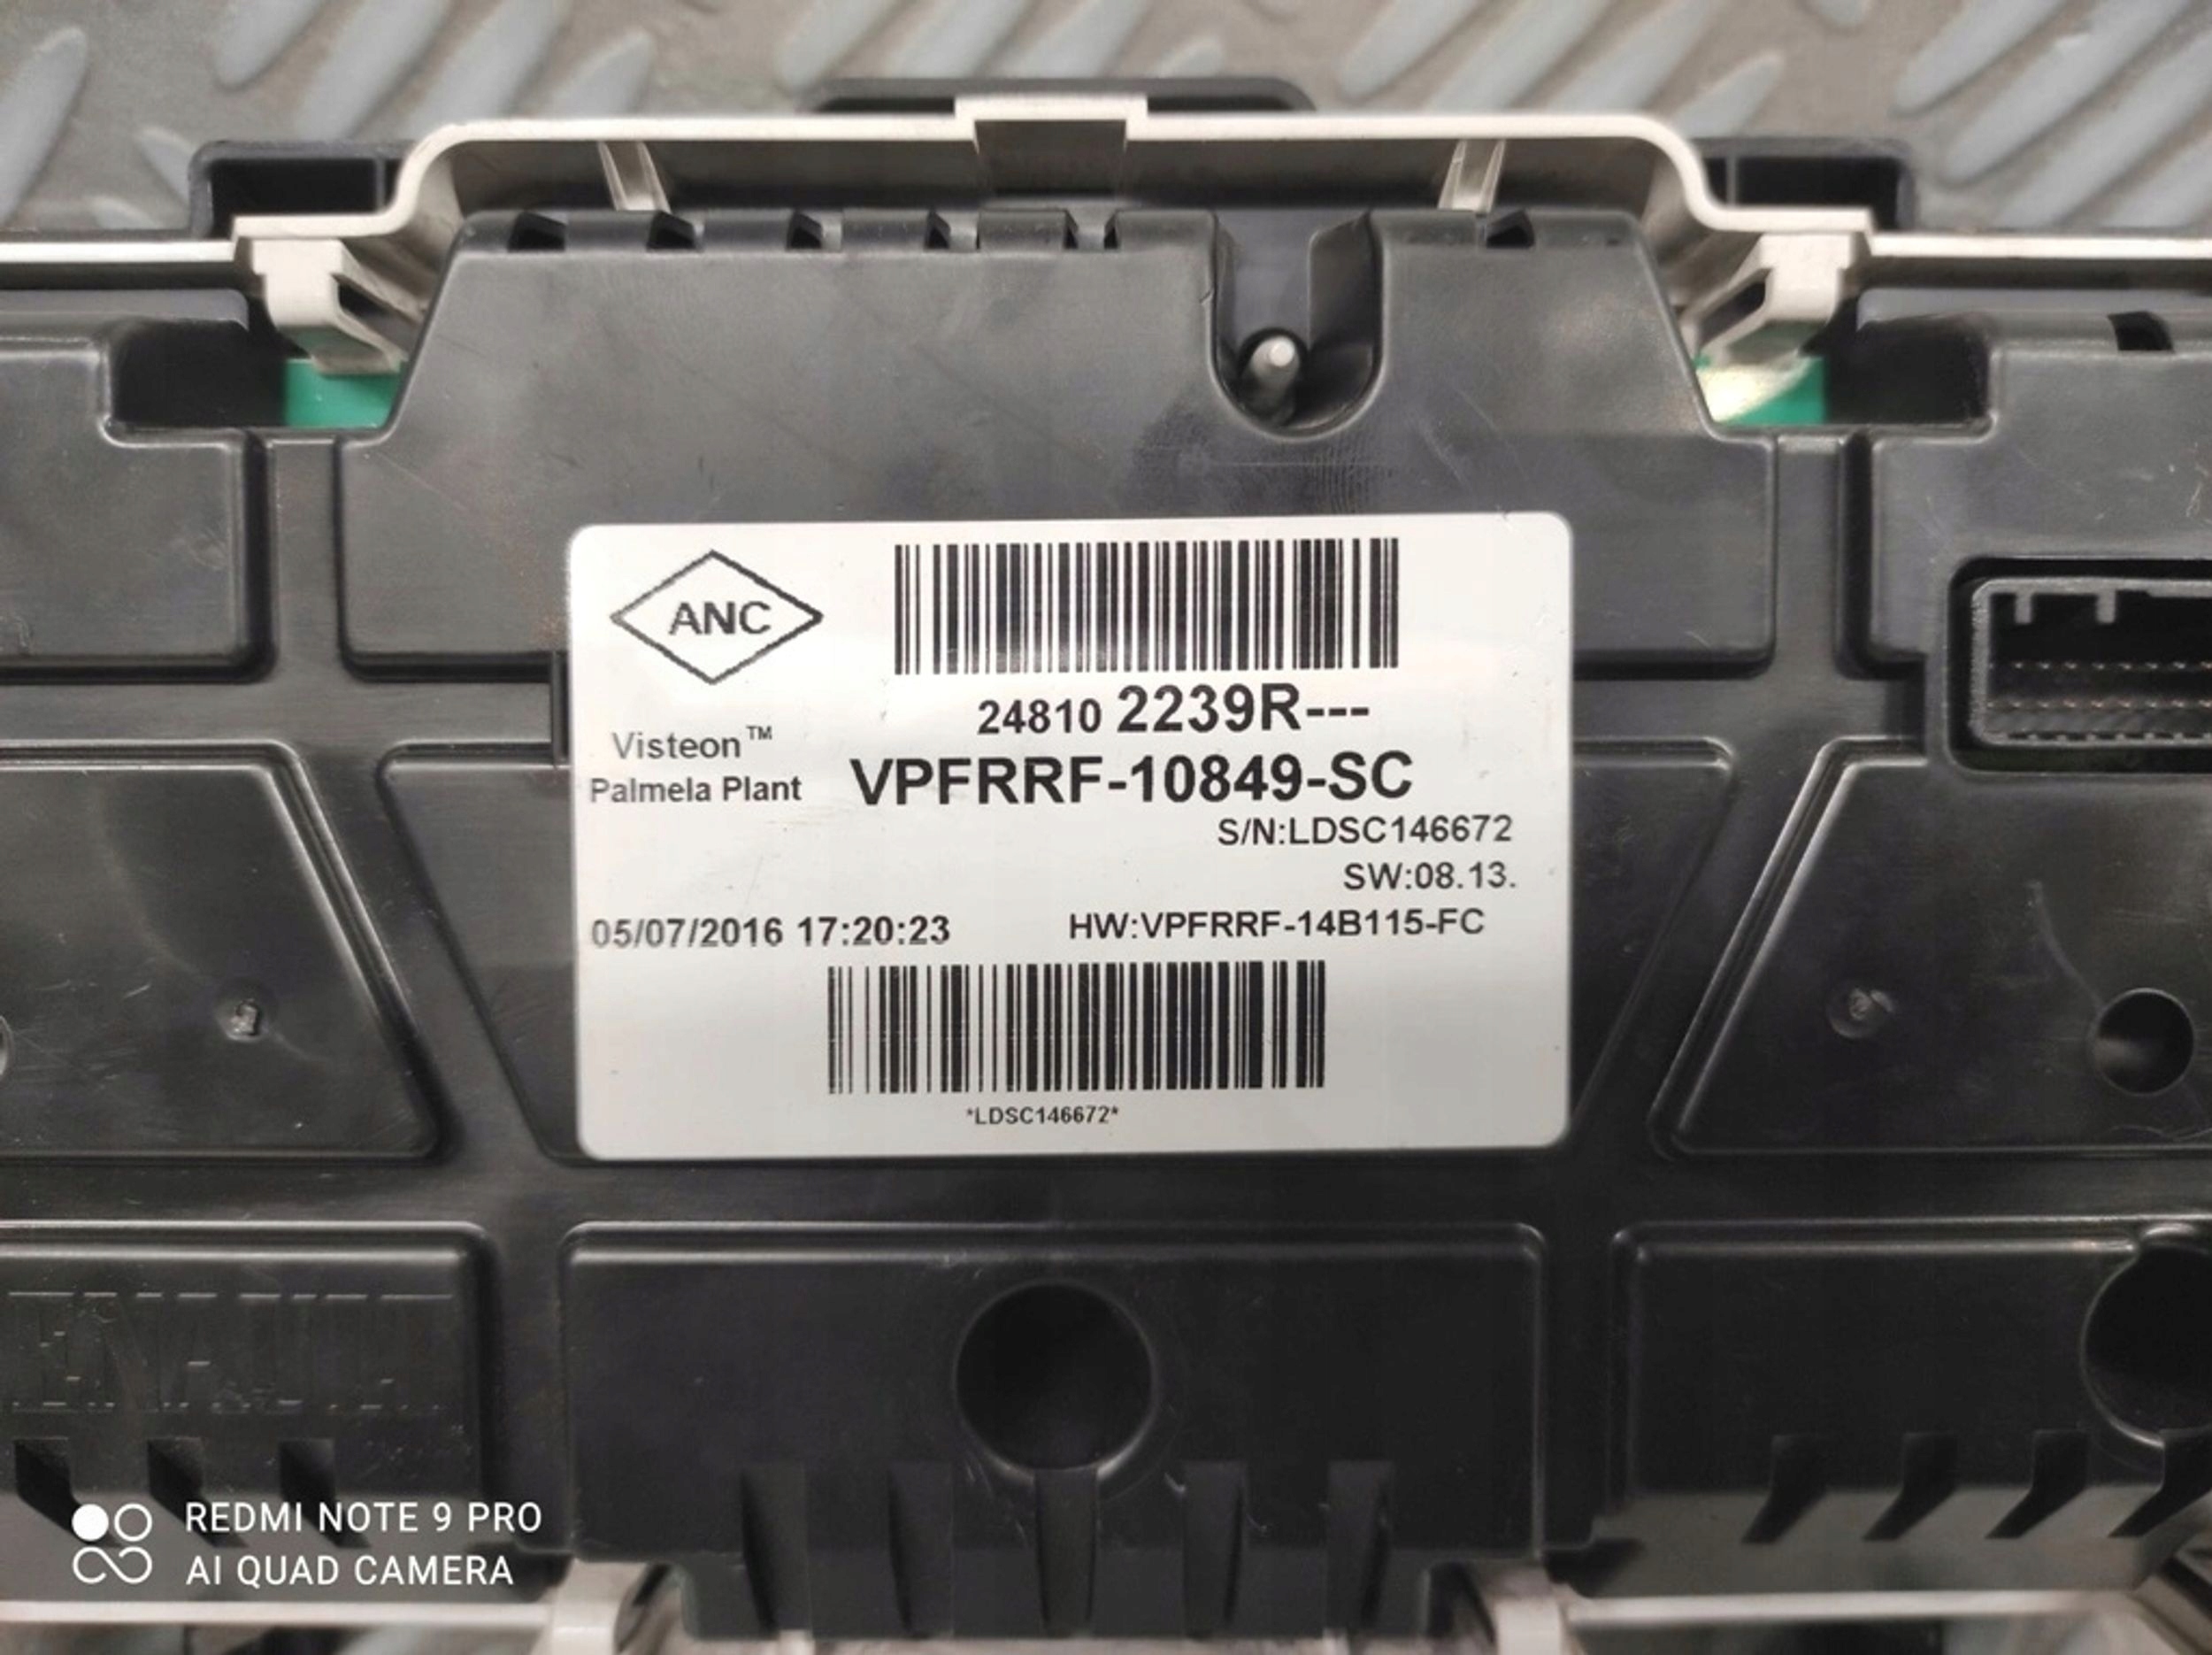 ANC
24810 2239R---
Visteon™
Palmela Plant
VPFRRF-10849-SC
S/N:LDSC146672
SW:08.13.
05/07/2016 17:20:23
HW:VPFRRF-14B115-FC
*LDSC146672*
REDMI NOTE 9 PRO
AI QUAD CAMERA